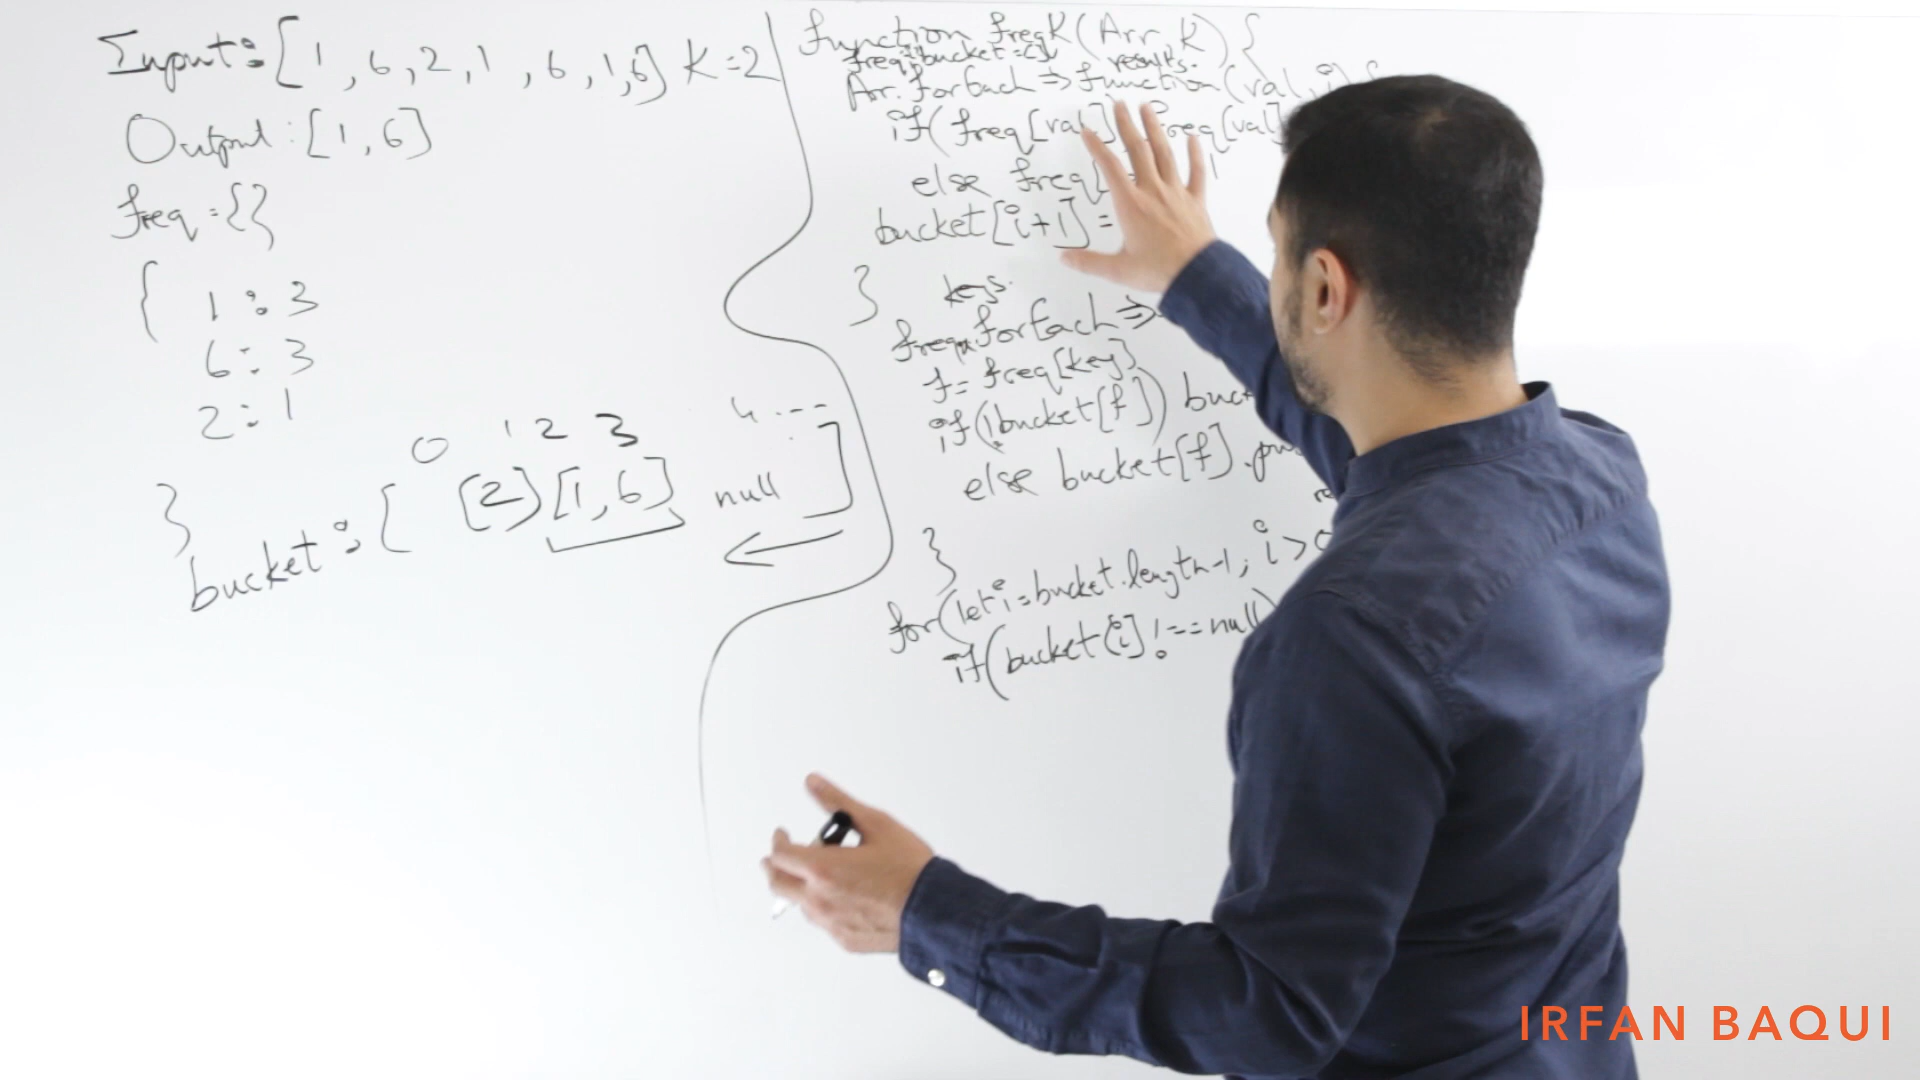 Input: [1, 6, 2, 1, 6, 1, 6] K=2
Output: [1, 6]
freq = {}
{
1 : 3
6 : 3
2 : 1
}
0 1 2 3 4 ...
bucket: [ [2] [1, 6] null ]
function freqK(Arr, K) {
freq={} bucket=[] results.
Arr.forEach => function(val, i) {
if(freq[val]) freq[val]
else freq[ 1
bucket[i+1] =
}
keys.
freq.forEach =>
f = freq[key]
if(!bucket[f]) buck
else bucket[f].pu
re
}
for(let i=bucket.length-1; i>0
if(bucket[i] !== null)
IRFAN BAQUI